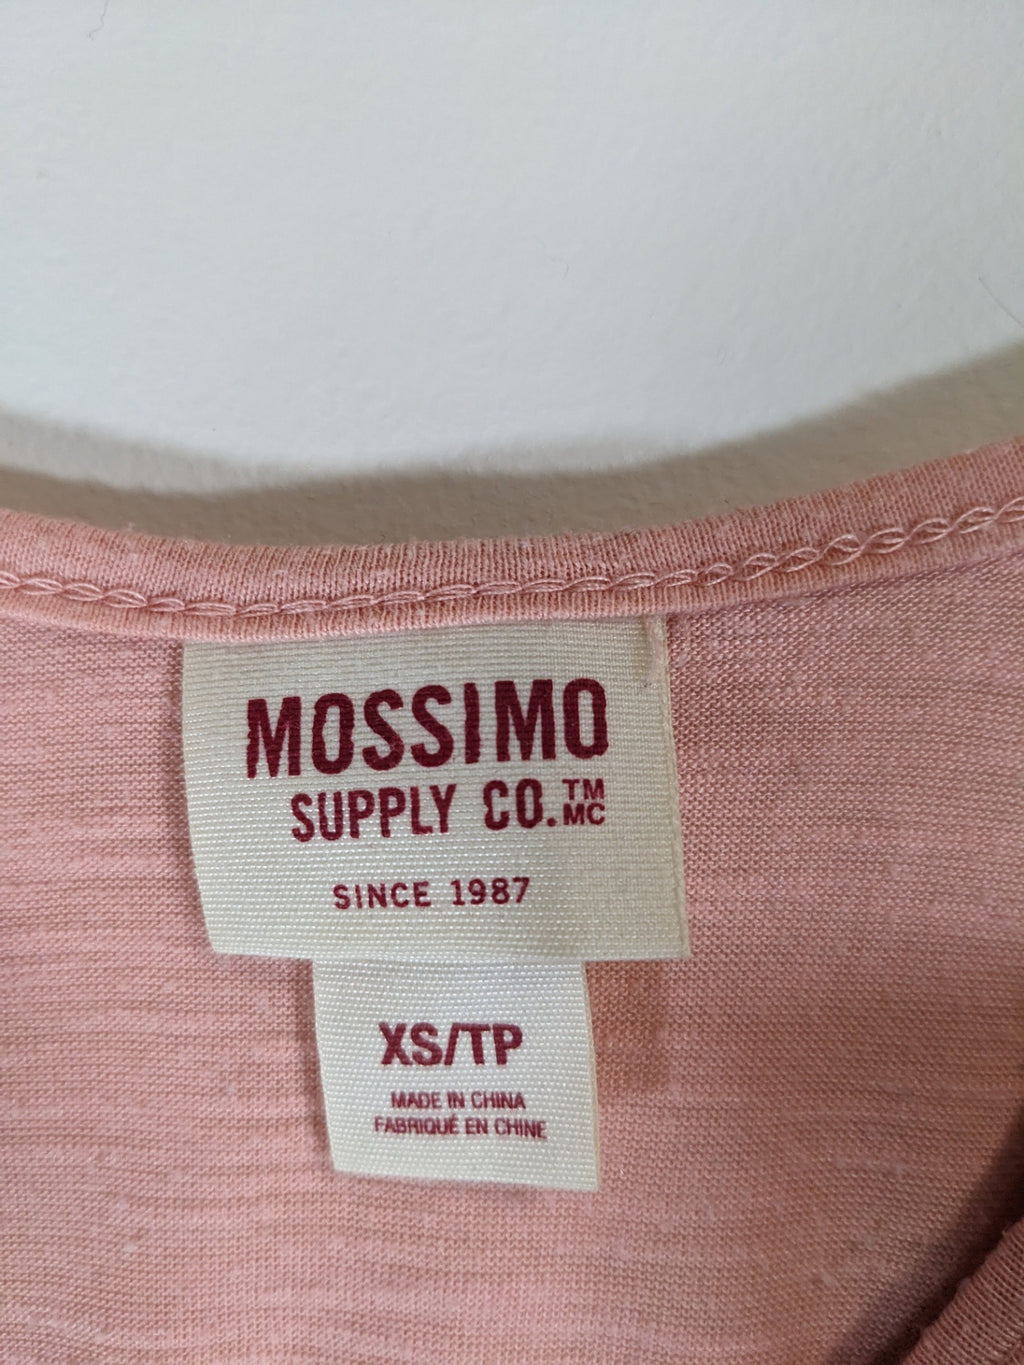 MOSSIMO
SUPPLY CO.™ MC
SINCE 1987
XS/TP
MADE IN CHINA
FABRIQUÉ EN CHINE